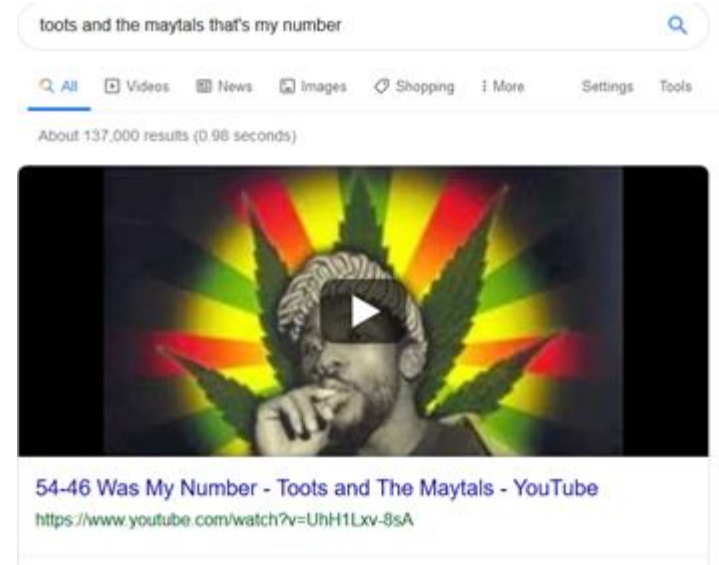 toots and the maytals that's my number
All Videos News Images Shopping More Settings Tools
About 137,000 results (0.98 seconds)
54-46 Was My Number - Toots and The Maytals - YouTube
https://www.youtube.com/watch?v=UhH1Lxv-8sA